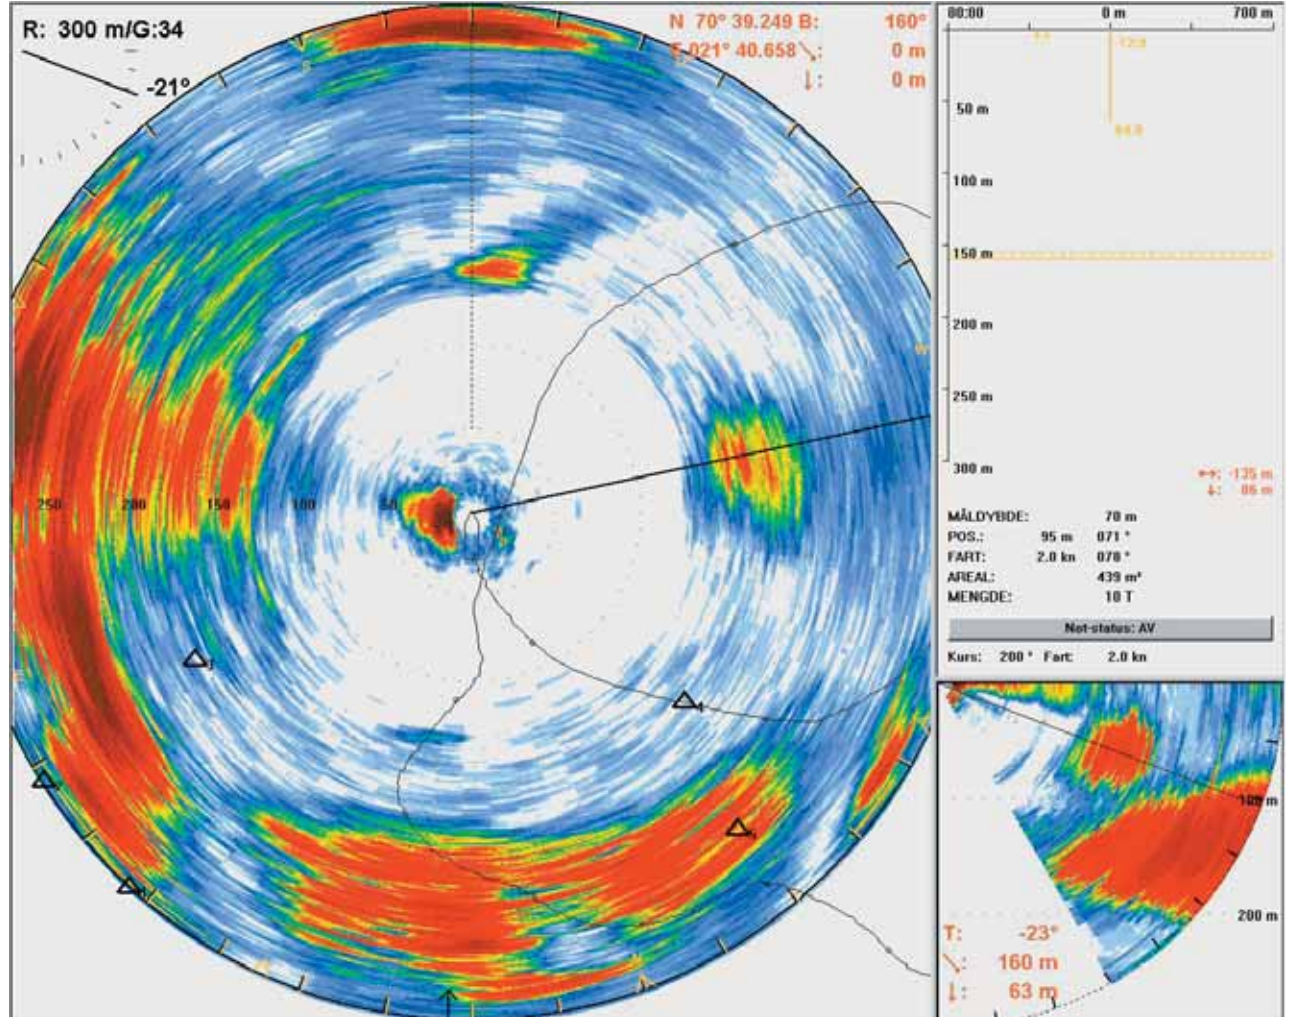 R: 300 m/G:34
-21°
N 70° 39.249 B: 160°
E 021° 40.658 : 0 m
↓: 0 m
250 200 150 100 50
00:00 0 m 700 m
50 m
100 m
150 m
200 m
250 m
300 m
↔: -135 m
↓: 86 m
MÅLDYBDE: 70 m
POS.: 95 m 071 °
FART: 2.0 kn 078 °
AREAL: 439 m²
MENGDE: 10 T
Not-status: AV
Kurs: 200 ° Fart: 2.0 kn
100 m
200 m
T: -23°
↘: 160 m
↓: 63 m